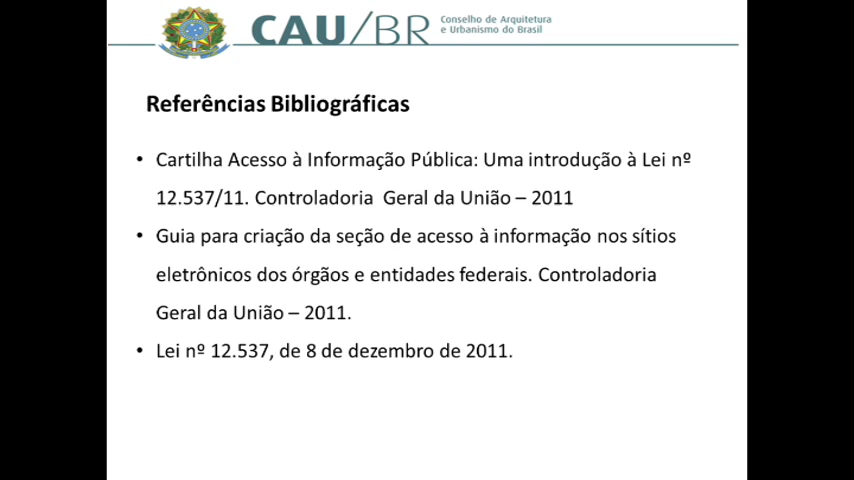 CAU/BR
Conselho de Arquitetura
e Urbanismo do Brasil
Referências Bibliográficas
• Cartilha Acesso à Informação Pública: Uma introdução à Lei nº
12.537/11. Controladoria Geral da União – 2011
• Guia para criação da seção de acesso à informação nos sítios
eletrônicos dos órgãos e entidades federais. Controladoria
Geral da União – 2011.
• Lei nº 12.537, de 8 de dezembro de 2011.